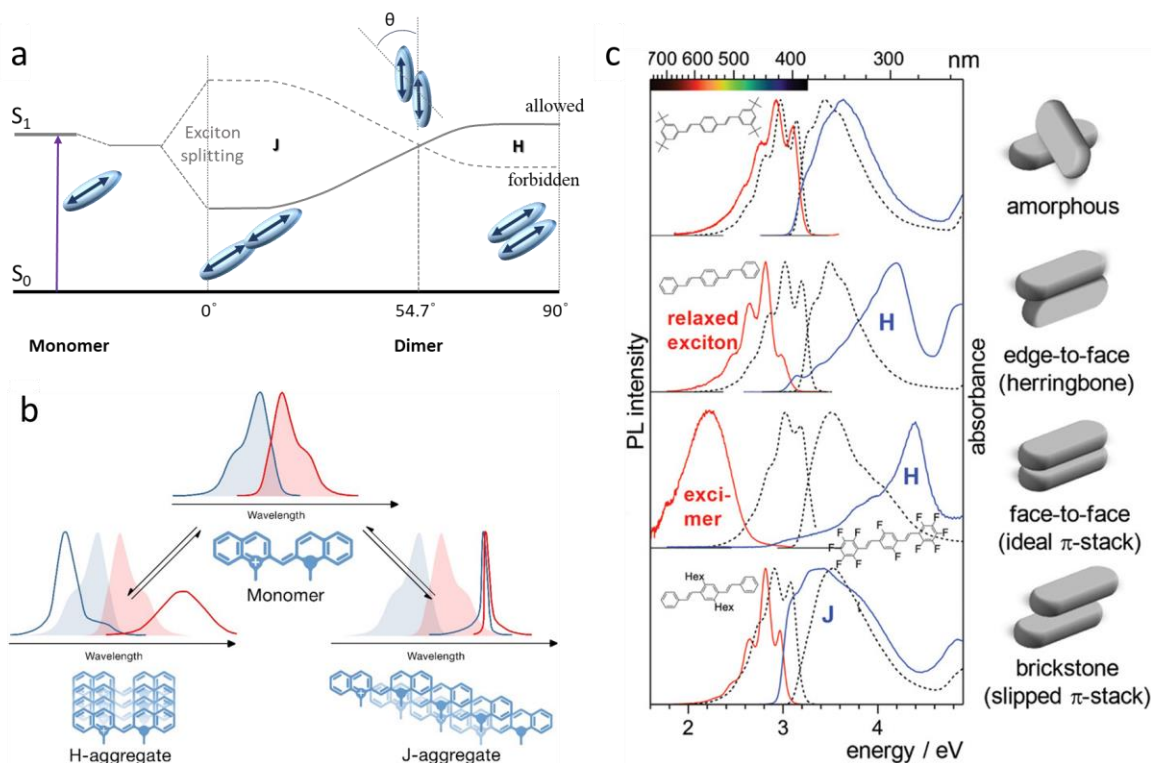 a
θ
S1
Exciton
splitting
J
H
allowed
forbidden
S0
0°
54.7°
90°
Monomer
Dimer
b
Wavelength
Monomer
Wavelength
Wavelength
H-aggregate
J-aggregate
c
700 600 500 400 300 nm
PL intensity
absorbance
amorphous
relaxed
exciton
H
edge-to-face
(herringbone)
exci-
mer
H
F
F
F
F
F
F
F
F
F
F
F
F
face-to-face
(ideal π-stack)
Hex
Hex
J
brickstone
(slipped π-stack)
2 3 4
energy / eV